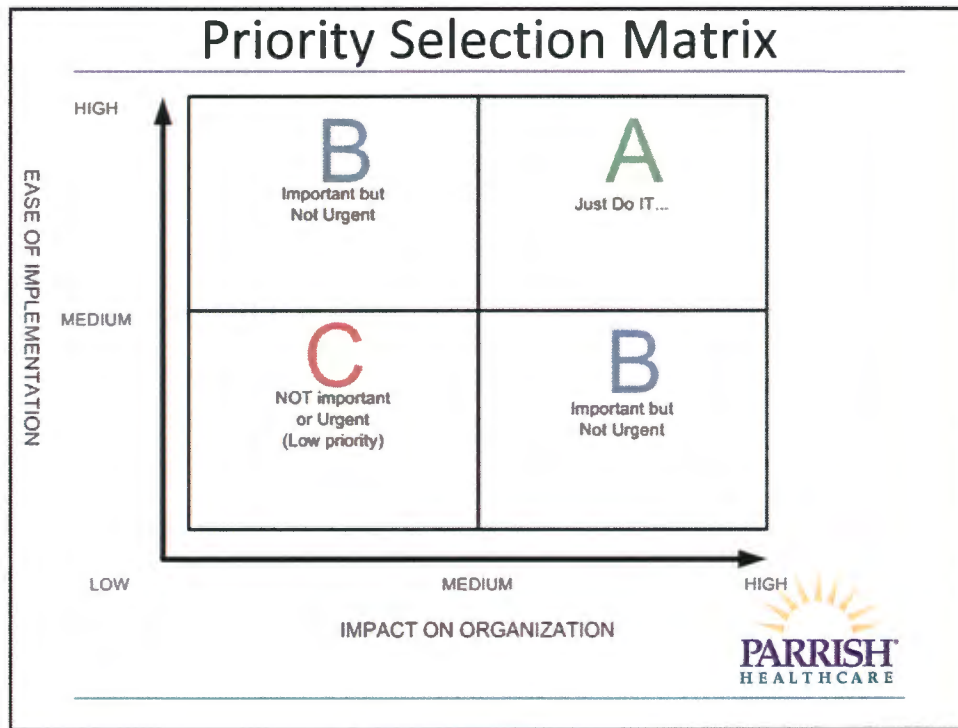 Priority Selection Matrix
HIGH
B
Important but
Not Urgent
A
Just Do IT...
EASE OF IMPLEMENTATION
MEDIUM
C
NOT important
or Urgent
(Low priority)
B
Important but
Not Urgent
LOW
MEDIUM
HIGH
IMPACT ON ORGANIZATION
PARRISH®
HEALTHCARE